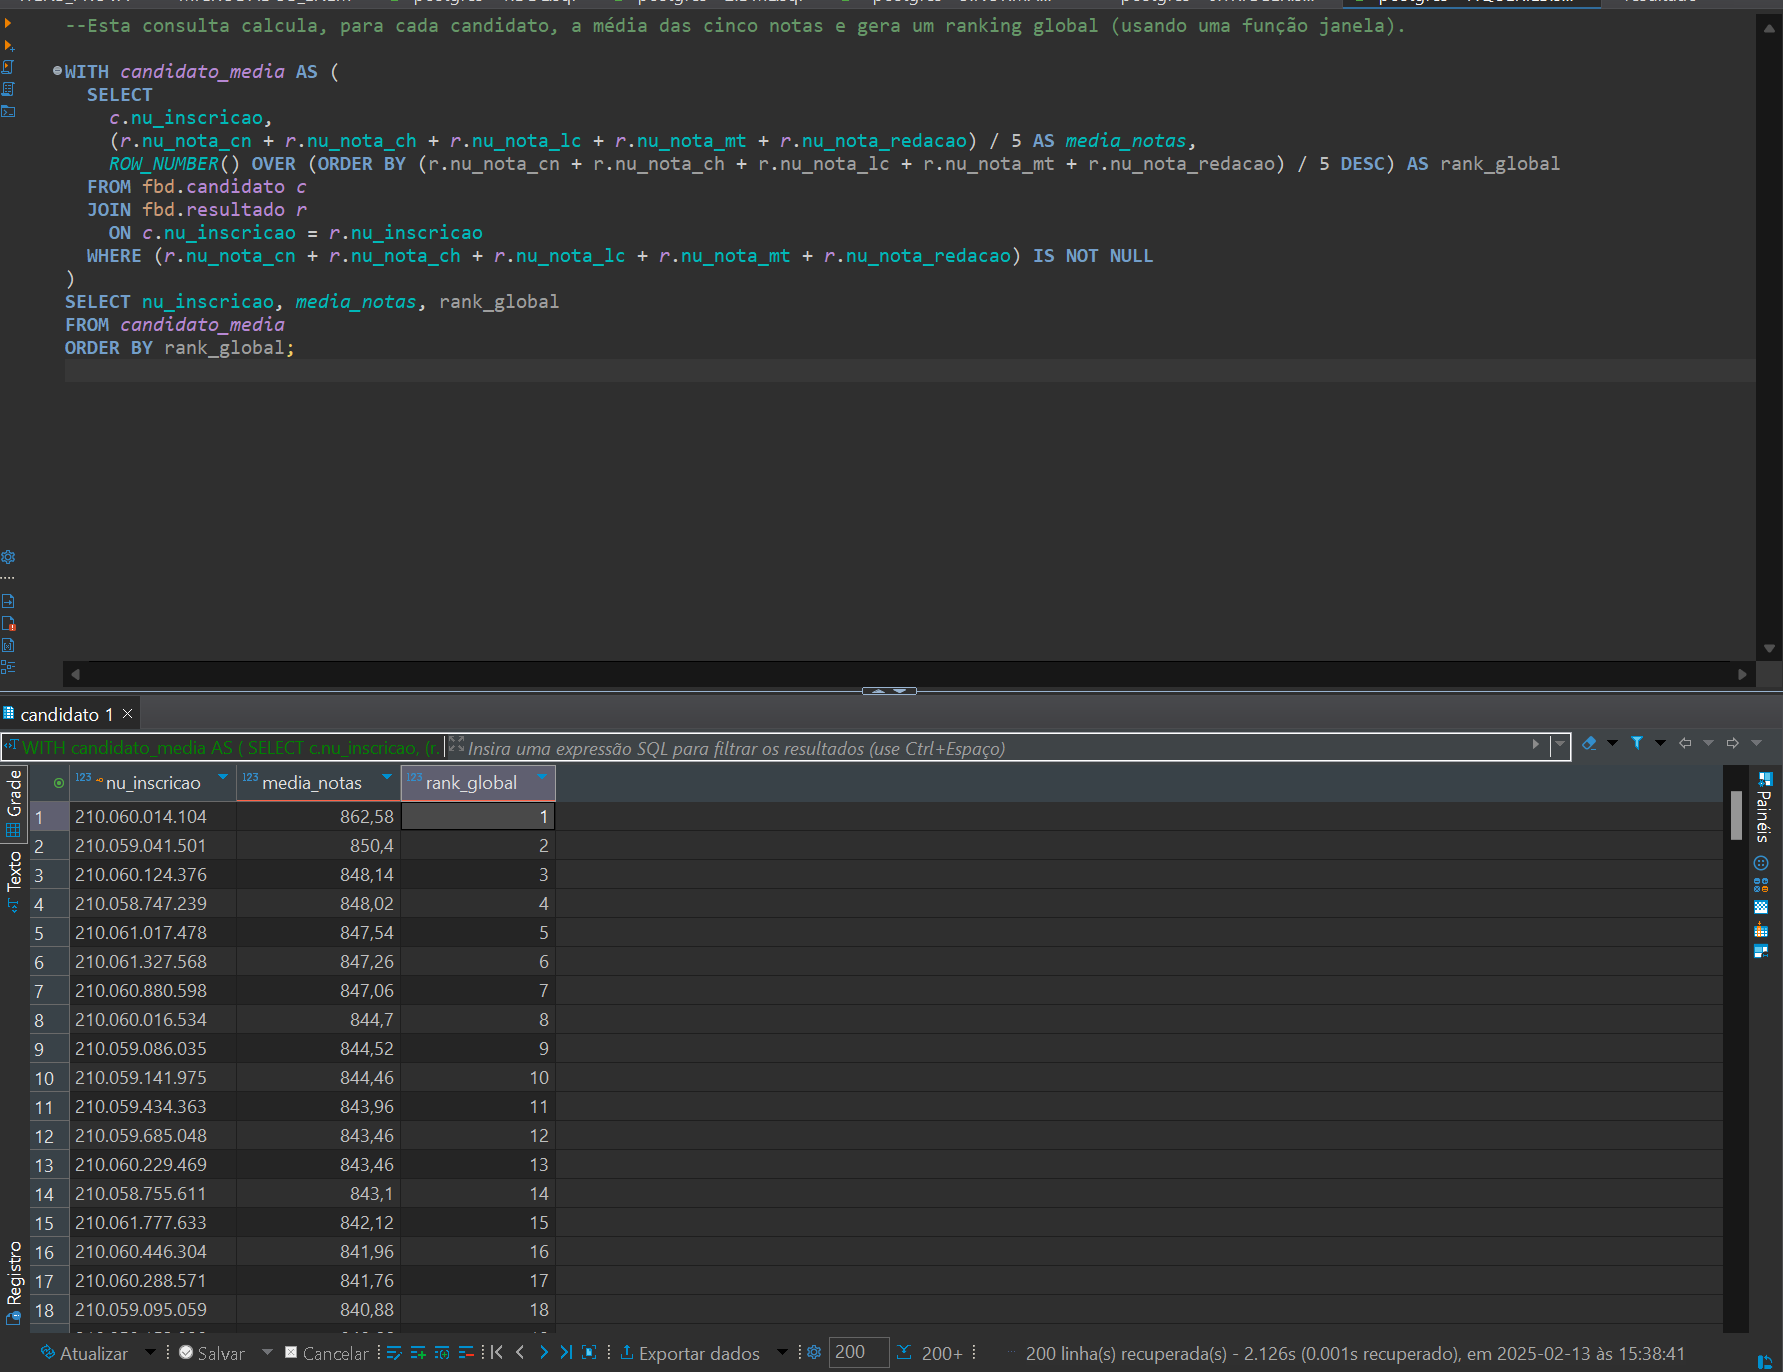 --Esta consulta calcula, para cada candidato, a média das cinco notas e gera um ranking global (usando uma função janela).
WITH candidato_media AS (
SELECT
c.nu_inscricao,
(r.nu_nota_cn + r.nu_nota_ch + r.nu_nota_lc + r.nu_nota_mt + r.nu_nota_redacao) / 5 AS media_notas,
ROW_NUMBER() OVER (ORDER BY (r.nu_nota_cn + r.nu_nota_ch + r.nu_nota_lc + r.nu_nota_mt + r.nu_nota_redacao) / 5 DESC) AS rank_global
FROM fbd.candidato c
JOIN fbd.resultado r
ON c.nu_inscricao = r.nu_inscricao
WHERE (r.nu_nota_cn + r.nu_nota_ch + r.nu_nota_lc + r.nu_nota_mt + r.nu_nota_redacao) IS NOT NULL
)
SELECT nu_inscricao, media_notas, rank_global
FROM candidato_media
ORDER BY rank_global;
candidato 1
WITH candidato_media AS ( SELECT c.nu_inscricao, (r. Insira uma expressão SQL para filtrar os resultados (use Ctrl+Espaço)
Grade
Texto
Registro
Painéis
123 nu_inscricao 123 media_notas 123 rank_global
1 210.060.014.104 862,58 1
2 210.059.041.501 850,4 2
3 210.060.124.376 848,14 3
4 210.058.747.239 848,02 4
5 210.061.017.478 847,54 5
6 210.061.327.568 847,26 6
7 210.060.880.598 847,06 7
8 210.060.016.534 844,7 8
9 210.059.086.035 844,52 9
10 210.059.141.975 844,46 10
11 210.059.434.363 843,96 11
12 210.059.685.048 843,46 12
13 210.060.229.469 843,46 13
14 210.058.755.611 843,1 14
15 210.061.777.633 842,12 15
16 210.060.446.304 841,96 16
17 210.060.288.571 841,76 17
18 210.059.095.059 840,88 18
Atualizar Salvar Cancelar Exportar dados 200 200+ 200 linha(s) recuperada(s) - 2.126s (0.001s recuperado), em 2025-02-13 às 15:38:41